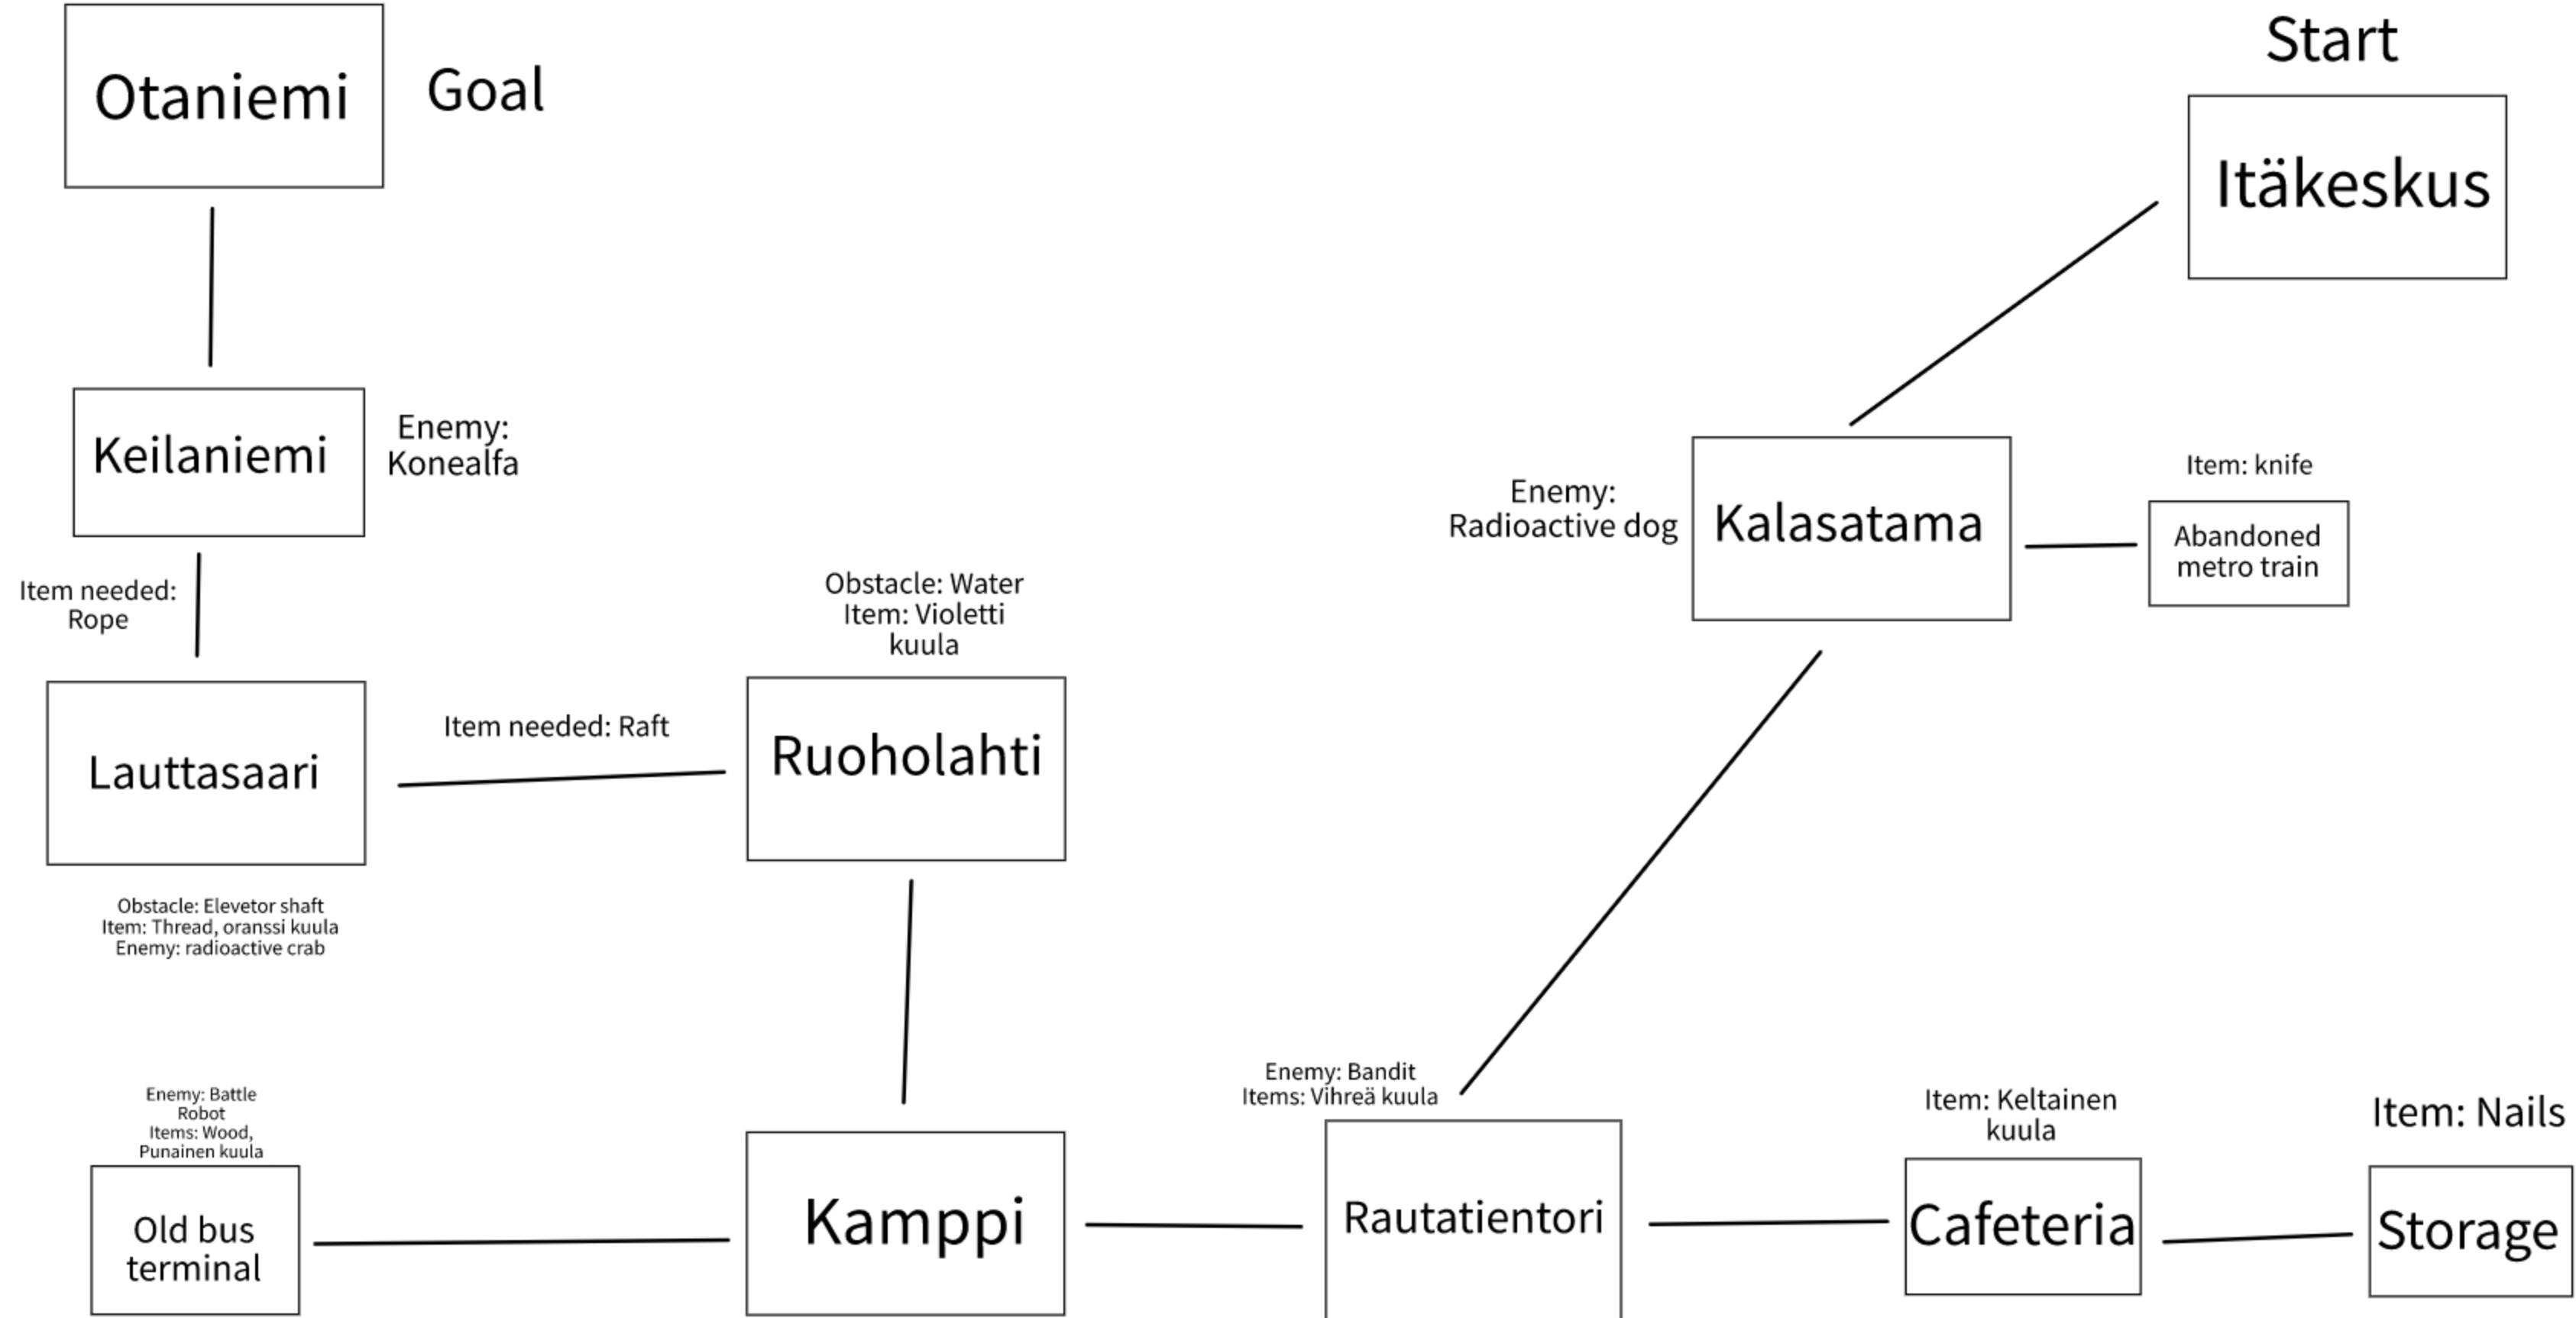 Start
Otaniemi
Goal
Itäkeskus
Enemy:
Konealfa
Keilaniemi
Item: knife
Enemy:
Radioactive dog
Kalasatama
Abandoned
metro train
Item needed:
Rope
Obstacle: Water
Item: Violetti
kuula
Item needed: Raft
Ruoholahti
Lauttasaari
Obstacle: Elevetor shaft
Item: Thread, oranssi kuula
Enemy: radioactive crab
Enemy: Battle
Robot
Items: Wood,
Punainen kuula
Enemy: Bandit
Items: Vihreä kuula
Item: Keltainen
kuula
Item: Nails
Old bus
terminal
Kamppi
Rautatientori
Cafeteria
Storage